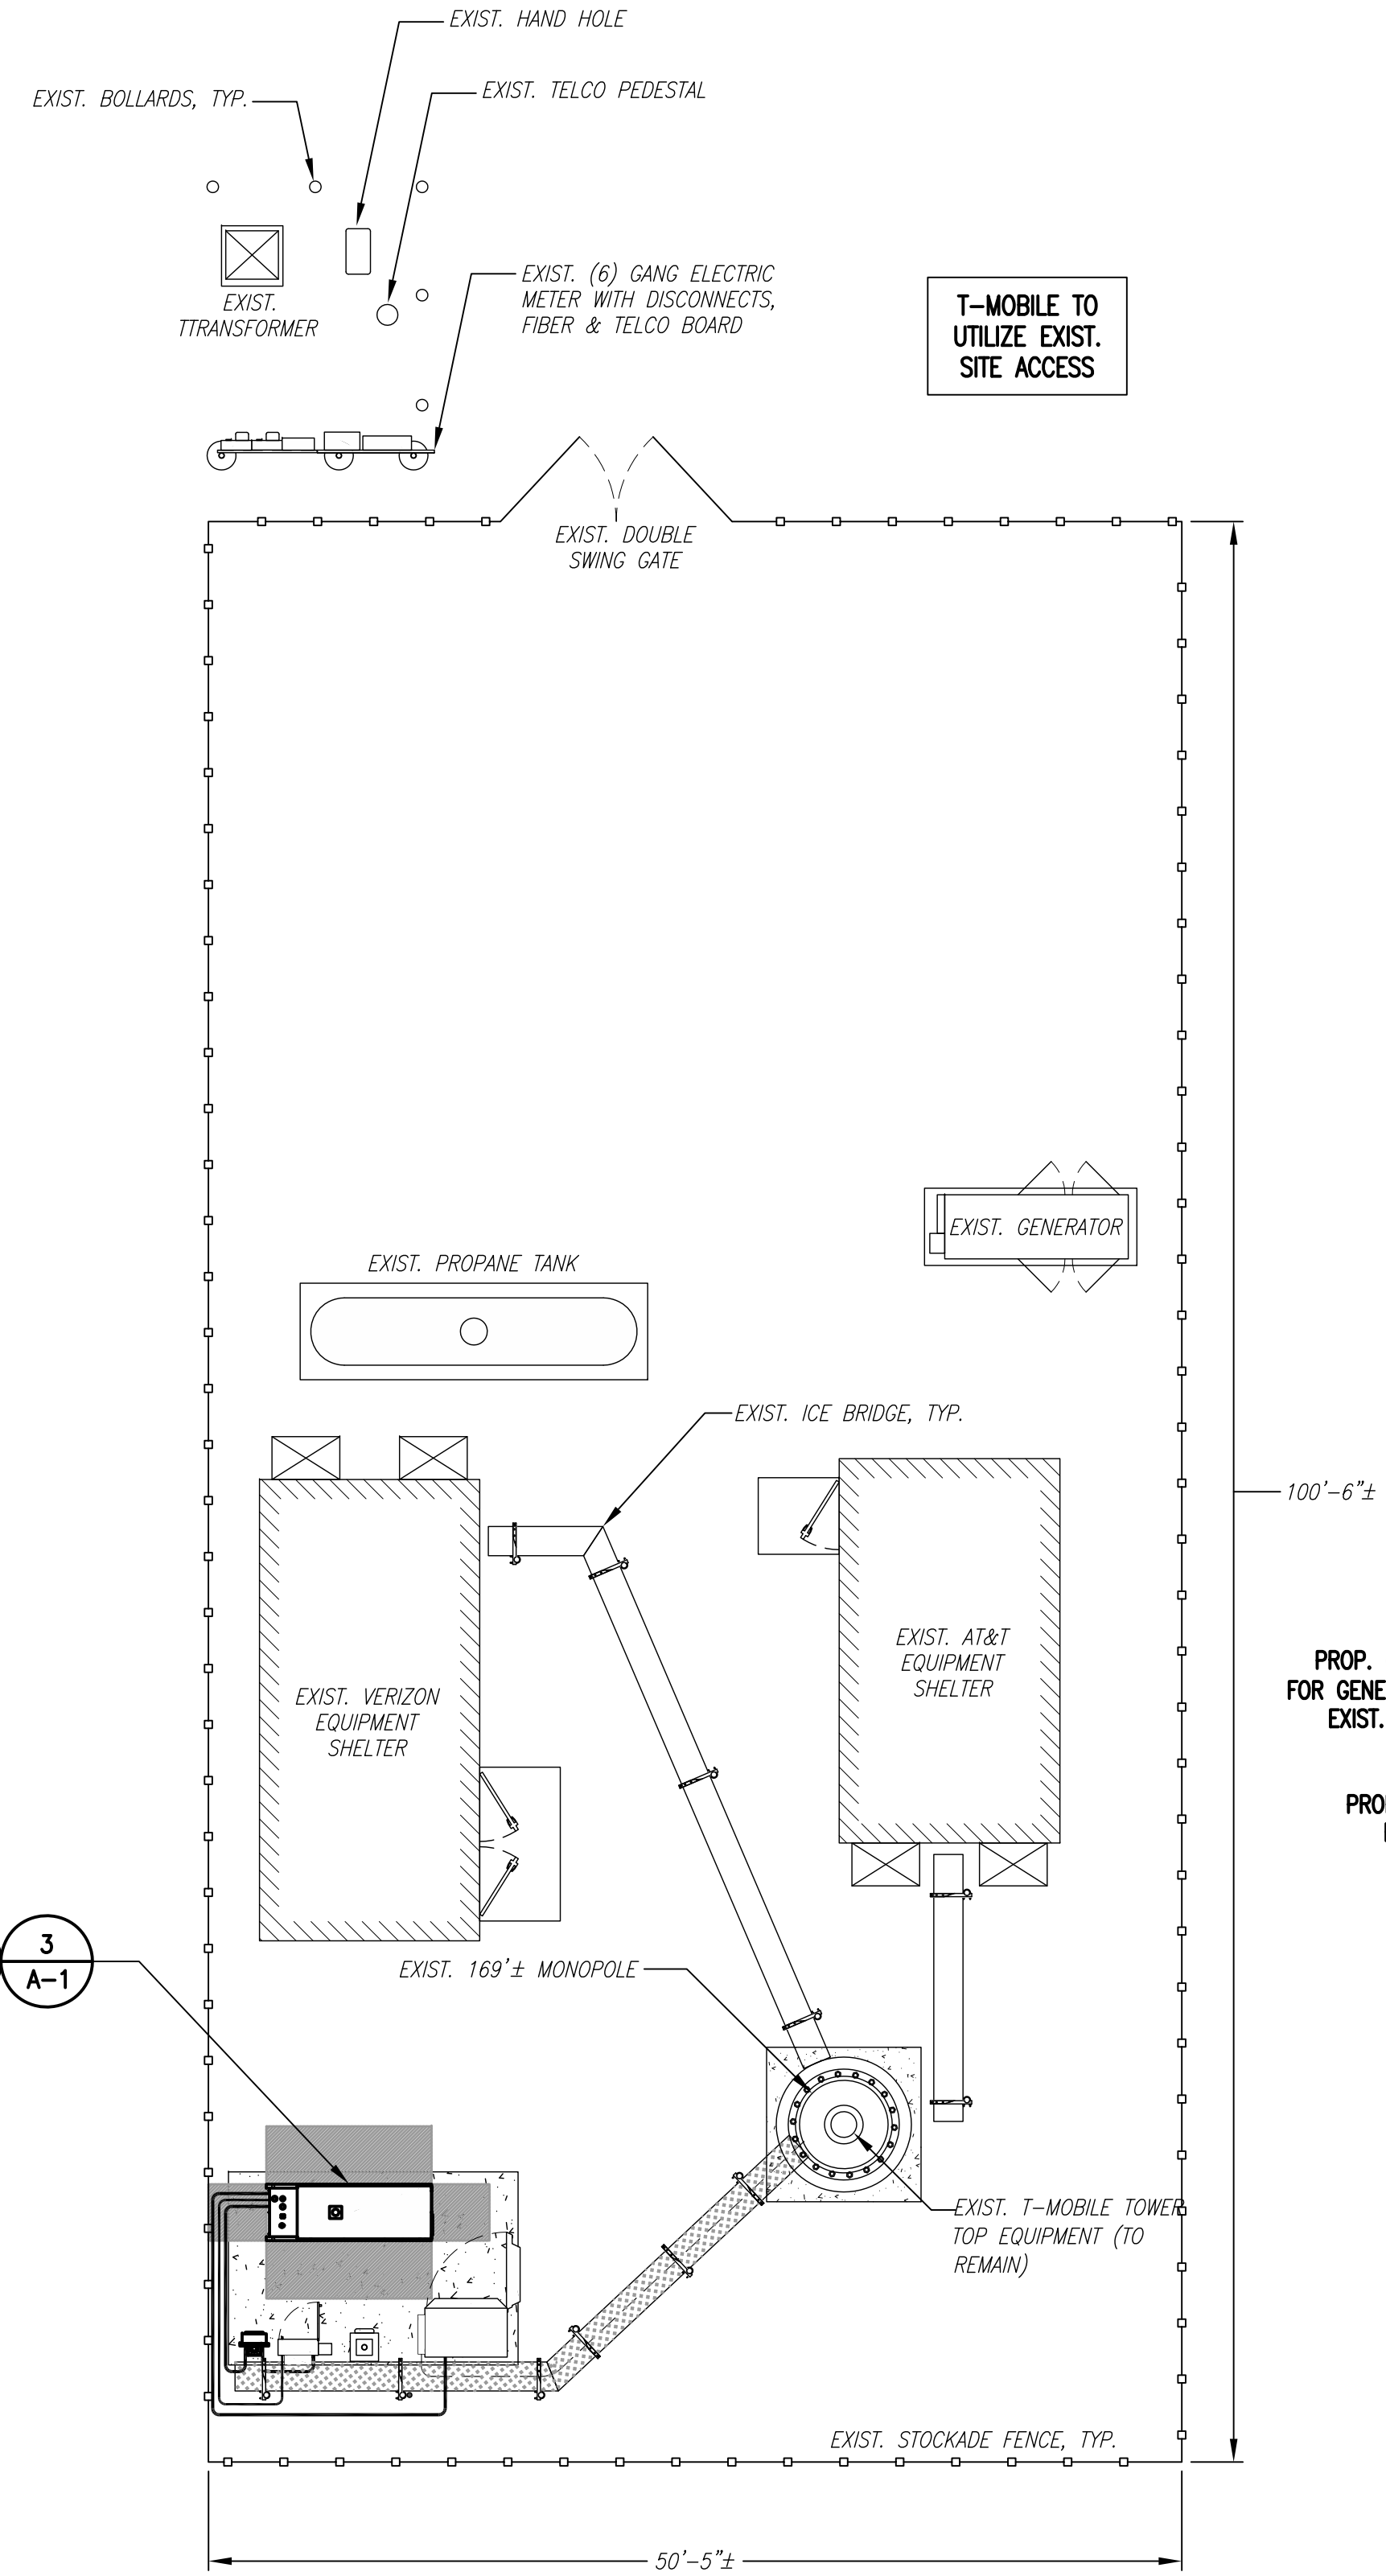 EXIST. HAND HOLE
EXIST. BOLLARDS, TYP.
EXIST. TELCO PEDESTAL
EXIST. (6) GANG ELECTRIC
METER WITH DISCONNECTS,
FIBER & TELCO BOARD
EXIST.
TTRANSFORMER
T-MOBILE TO
UTILIZE EXIST.
SITE ACCESS
EXIST. DOUBLE
SWING GATE
EXIST. GENERATOR
EXIST. PROPANE TANK
EXIST. ICE BRIDGE, TYP.
100'-6"±
EXIST. AT&T
EQUIPMENT
SHELTER
PROP.
FOR GENE
EXIST.
EXIST. VERIZON
EQUIPMENT
SHELTER
3
A-1
EXIST. 169'± MONOPOLE
EXIST. T-MOBILE TOWER
TOP EQUIPMENT (TO
REMAIN)
EXIST. STOCKADE FENCE, TYP.
50'-5"±